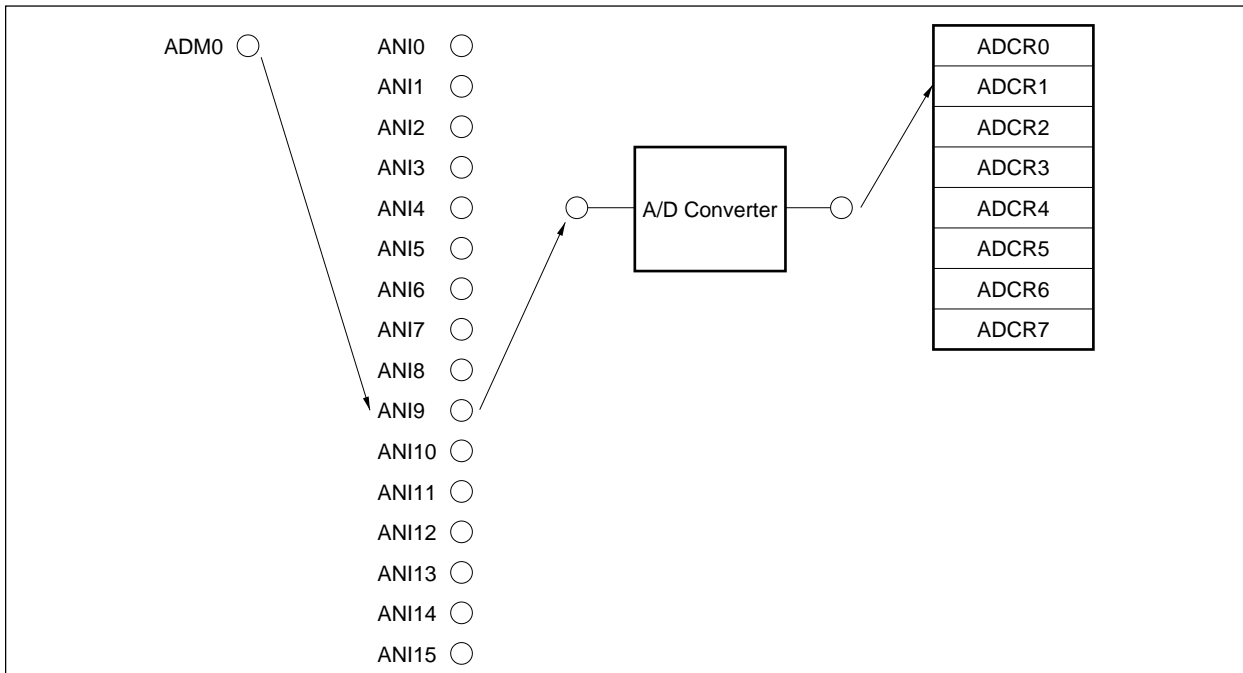 ADM0
ANI0
ANI1
ANI2
ANI3
ANI4
ANI5
ANI6
ANI7
ANI8
ANI9
ANI10
ANI11
ANI12
ANI13
ANI14
ANI15
A/D Converter
ADCR0
ADCR1
ADCR2
ADCR3
ADCR4
ADCR5
ADCR6
ADCR7